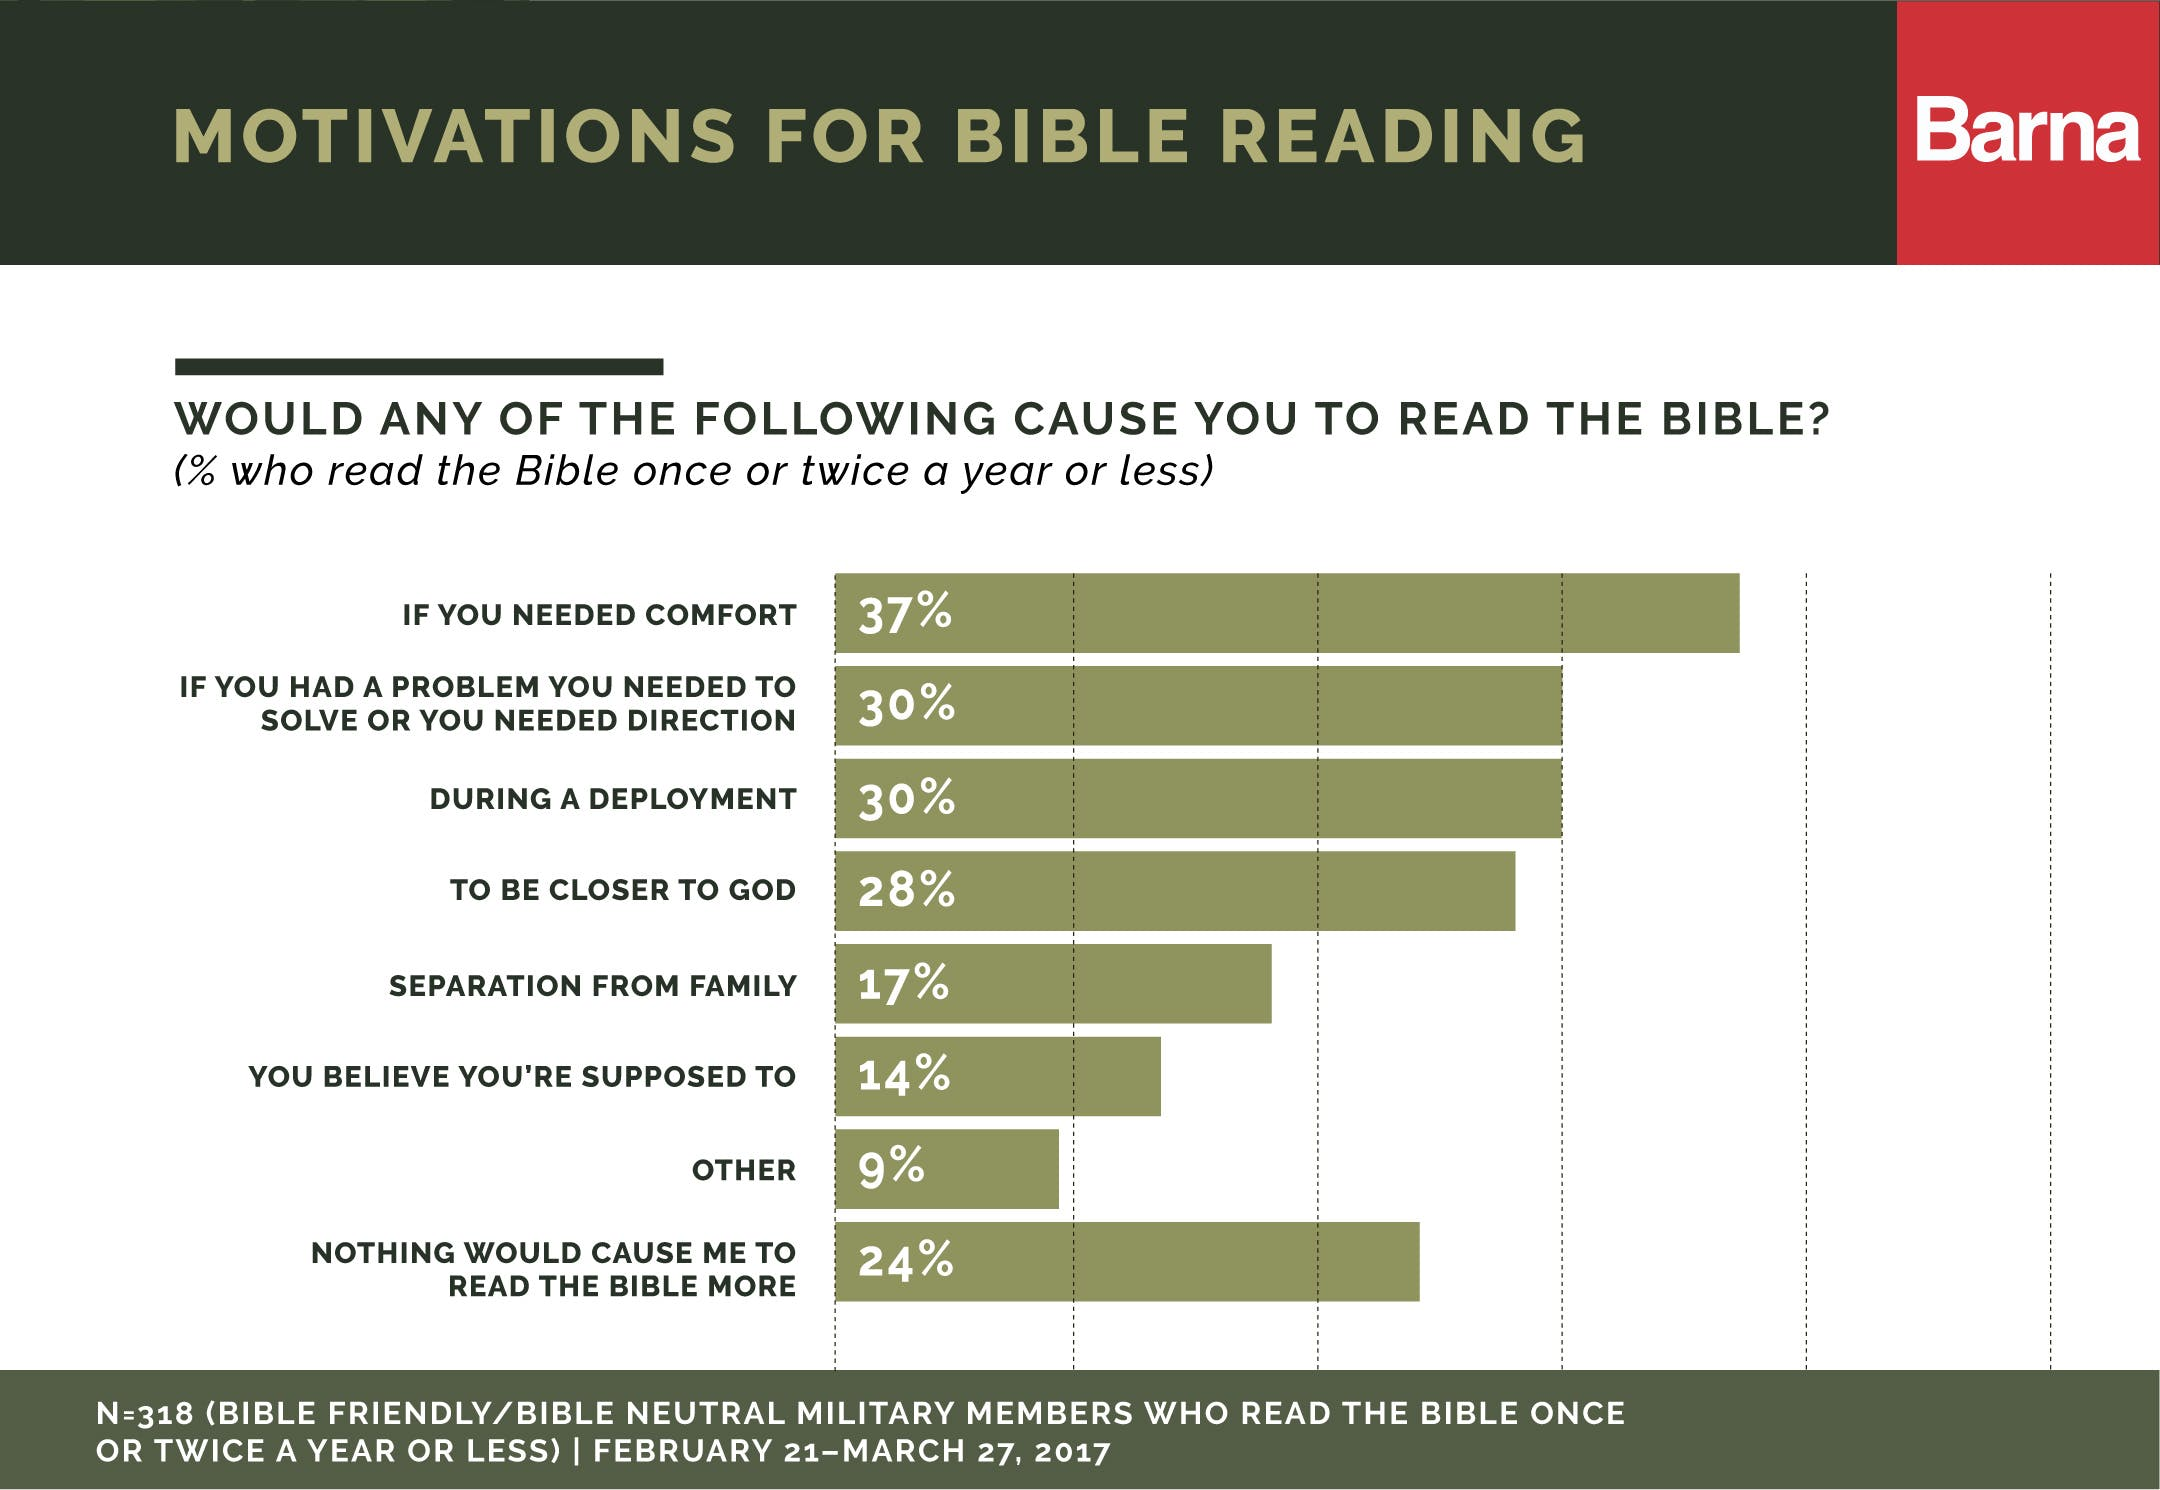 MOTIVATIONS FOR BIBLE READING
Barna
WOULD ANY OF THE FOLLOWING CAUSE YOU TO READ THE BIBLE?
(% who read the Bible once or twice a year or less)
IF YOU NEEDED COMFORT
37%
IF YOU HAD A PROBLEM YOU NEEDED TO
SOLVE OR YOU NEEDED DIRECTION
30%
DURING A DEPLOYMENT
30%
TO BE CLOSER TO GOD
28%
SEPARATION FROM FAMILY
17%
YOU BELIEVE YOU'RE SUPPOSED TO
14%
OTHER
9%
NOTHING WOULD CAUSE ME TO
READ THE BIBLE MORE
24%
N=318 (BIBLE FRIENDLY/BIBLE NEUTRAL MILITARY MEMBERS WHO READ THE BIBLE ONCE
OR TWICE A YEAR OR LESS) | FEBRUARY 21–MARCH 27, 2017